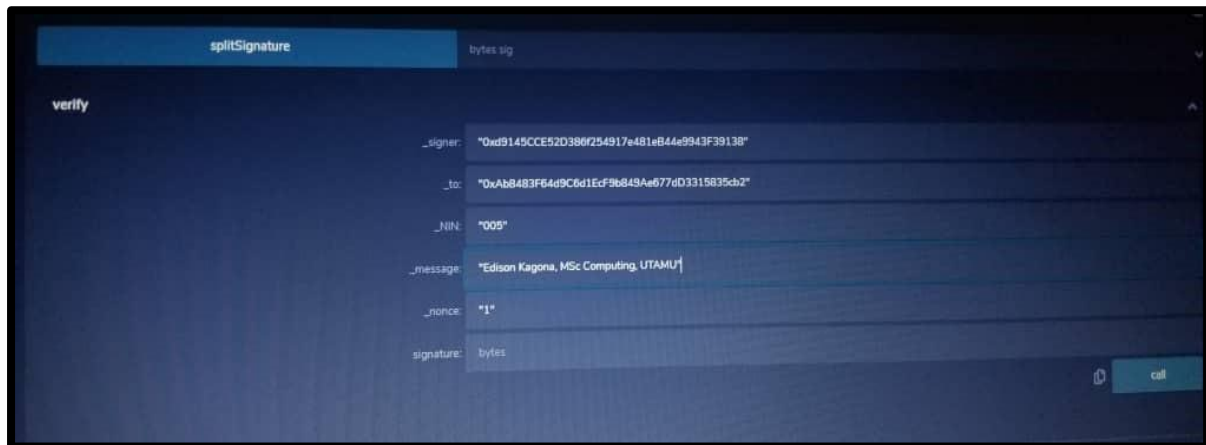 splitSignature bytes sig
verify
_signer: "0xd9145CCE52D386f254917e481eB44e9943F39138"
_to: "0xAb8483F64d9C6d1EcF9b849Ae677dD3315835cb2"
_NIN: "005"
_message: "Edison Kagona, MSc Computing, UTAMU"
_nonce: "1"
signature: bytes
call